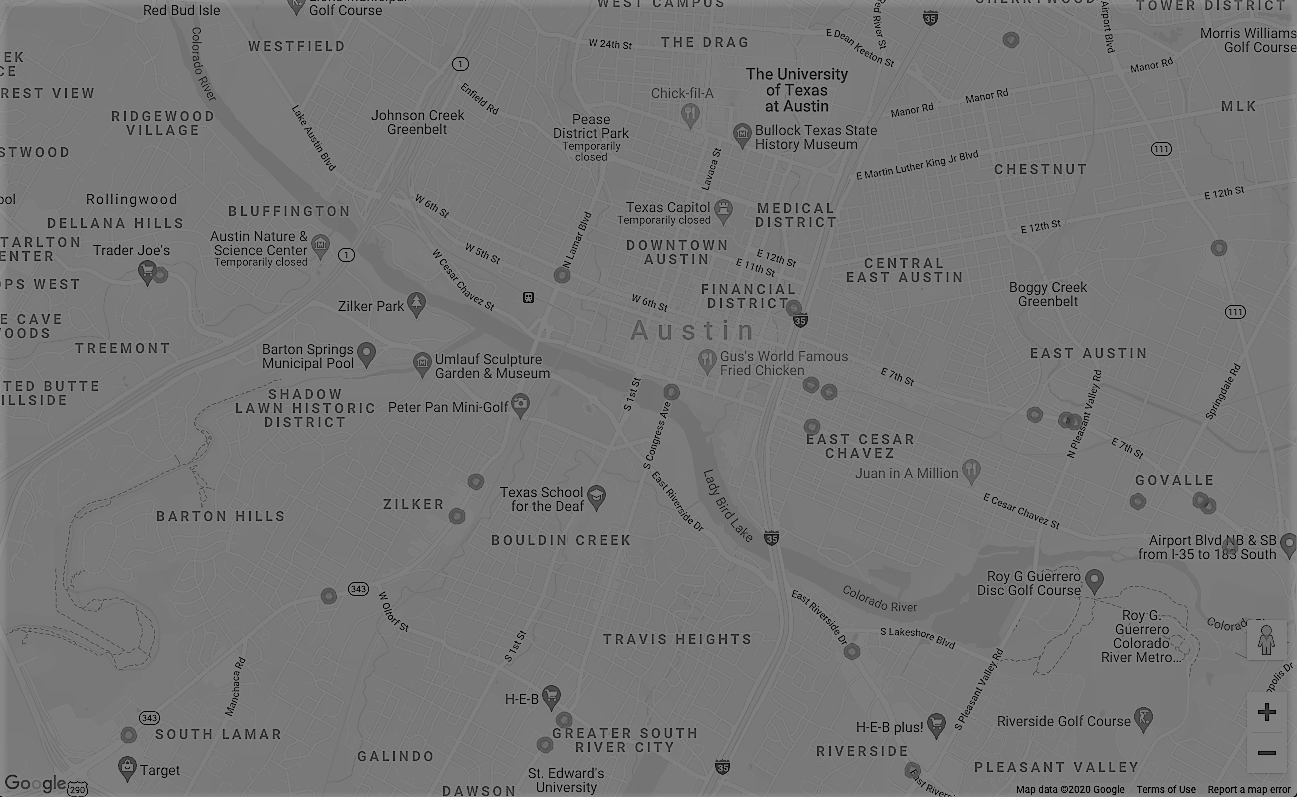 Red Bud Isle
Golf Course
WEST CAMPUS
Red River St
35
CHERRYWOOD
Airport Blvd
TOWER DISTRICT
Morris Williams
Golf Course
Colorado River
WESTFIELD
1
W 24th St
THE DRAG
E Dean Keeton St
Manor Rd
EK
CE
REST VIEW
Enfield Rd
The University
of Texas
at Austin
Chick-fil-A
Manor Rd
Manor Rd
MLK
RIDGEWOOD
VILLAGE
Lake Austin Blvd
Johnson Creek
Greenbelt
Pease
District Park
Temporarily
closed
Bullock Texas State
History Museum
STWOOD
Lavaca St
E Martin Luther King Jr Blvd
111
CHESTNUT
ool
Rollingwood
W 6th St
E 12th St
DELLANA HILLS
BLUFFINGTON
Texas Capitol
Temporarily closed
MEDICAL
DISTRICT
E 12th St
TARLTON
ENTER
Trader Joe's
Austin Nature &
Science Center
Temporarily closed
1
W 5th St
N Lamar Blvd
DOWNTOWN
AUSTIN
E 12th St
E 11th St
CENTRAL
EAST AUSTIN
OPS WEST
W Cesar Chavez St
W 6th St
FINANCIAL
DISTRICT
Boggy Creek
Greenbelt
Zilker Park
E CAVE
WOODS
Austin
35
111
TREEMONT
Barton Springs
Municipal Pool
Umlauf Sculpture
Garden & Museum
Gus's World Famous
Fried Chicken
EAST AUSTIN
E 7th St
TED BUTTE
ILLSIDE
SHADOW
LAWN HISTORIC
DISTRICT
Peter Pan Mini-Golf
S 1st St
S Congress Ave
N Pleasant Valley Rd
Springdale Rd
EAST CESAR
CHAVEZ
E 7th St
Juan in A Million
GOVALLE
ZILKER
Texas School
for the Deaf
East Riverside Dr
Lady Bird Lake
E Cesar Chavez St
BARTON HILLS
BOULDIN CREEK
35
Airport Blvd NB & SB
from I-35 to 183 South
343
W Oltorf St
Roy G Guerrero
Disc Golf Course
Colorado River
East Riverside Dr
S Lakeshore Blvd
Roy G.
Guerrero
Colorado
River Metro...
TRAVIS HEIGHTS
S 1st St
Manchaca Rd
S Pleasant Valley Rd
H-E-B
343
SOUTH LAMAR
GREATER SOUTH
RIVER CITY
H-E-B plus!
Riverside Golf Course
GALINDO
RIVERSIDE
Target
St. Edward's
University
35
PLEASANT VALLEY
Google
290
DAWSON
Map data ©2020 Google
Terms of Use
Report a map error